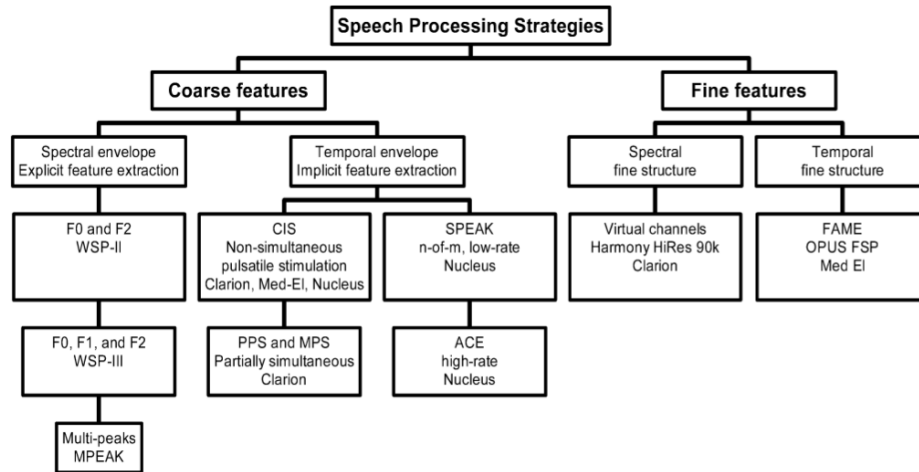 Speech Processing Strategies
Coarse features
Fine features
Spectral envelope
Explicit feature extraction
Temporal envelope
Implicit feature extraction
Spectral
fine structure
Temporal
fine structure
F0 and F2
WSP-II
CIS
Non-simultaneous
pulsatile stimulation
Clarion, Med-El, Nucleus
SPEAK
n-of-m, low-rate
Nucleus
Virtual channels
Harmony HiRes 90k
Clarion
FAME
OPUS FSP
Med El
F0, F1, and F2
WSP-III
PPS and MPS
Partially simultaneous
Clarion
ACE
high-rate
Nucleus
Multi-peaks
MPEAK